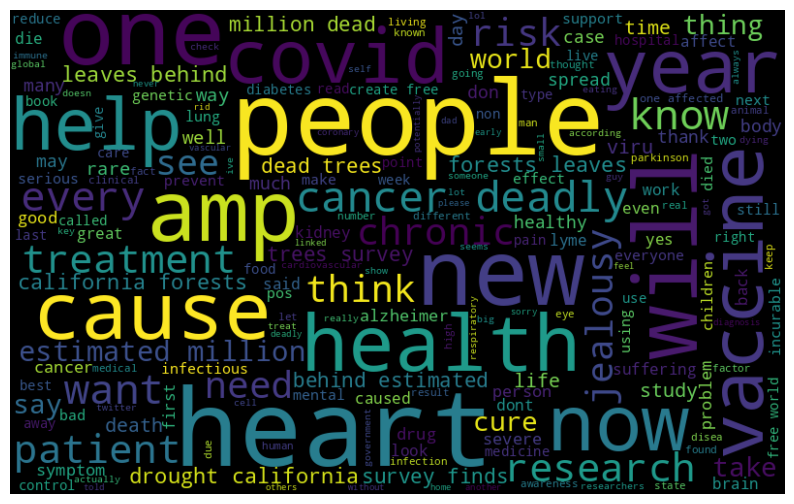 reduce
die
immune
global
one
million dead
covid
day
risk
living
known
support
time
thing
lol
check
self
case
hospital
affect
leaves behind
many
book
genetic
way
lung
give
care
doesn
never
rid
ive
vascular
diabetes
read
create free
coronary
man
dad
potentially
early
according
going
world
spread
live
thought
eating
always
don
non
type
one affected
next
animal
year
help
people
know
thank
two
body
dying
viru
well
see
dead trees
forests leaves
someone
small
guy
parkinson
may
rare
serious
clinical
fact
prevent
point
much
make
week
effect
work
died
every
amp
cancer
deadly
lot
please
even
real
got
still
good
called
number
different
healthy
last
key
great
kidney
chronic
pain
lyme
yes
right
linked
seems
everyone
feel
keep
treatment
trees survey
cardiovascular
food
show
jealousy
will
children
back
vaccine
diagnosis
incurable
california forests
said
pos
think
new
use
using
cause
let
treat
deadly
really
alzheimer
high
respiratory
big
sorry
eye
health
estimated million
suffering
factor
cancer
medical
infectious
behind estimated
life
study
problem
free world
best
twitter
want
need
mental
caused
result
person
dont
say
bad
away
first
death
cell
heart
drug
look
cure
severe
medicine
now
found
disea
take
patient
due
human
government
infection
symptom
control
actually
told
drought california
others
without
survey finds
home
research
awareness
researchers
state
brain